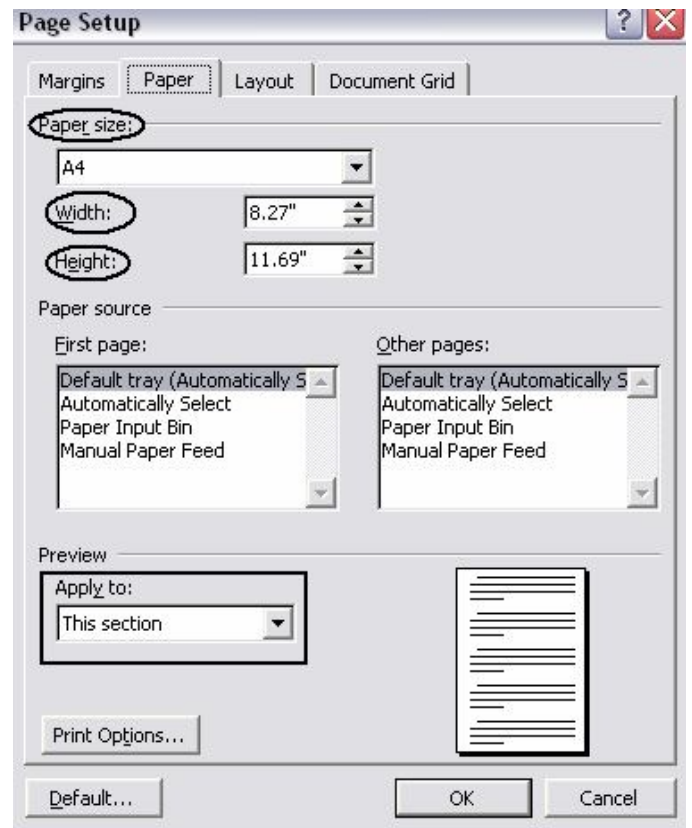 Page Setup
Margins Paper Layout Document Grid
Paper size:
A4
Width: 8.27"
Height: 11.69"
Paper source
First page: Other pages:
Default tray (Automatically S Default tray (Automatically S
Automatically Select Automatically Select
Paper Input Bin Paper Input Bin
Manual Paper Feed Manual Paper Feed
Preview
Apply to:
This section
Print Options...
Default... OK Cancel